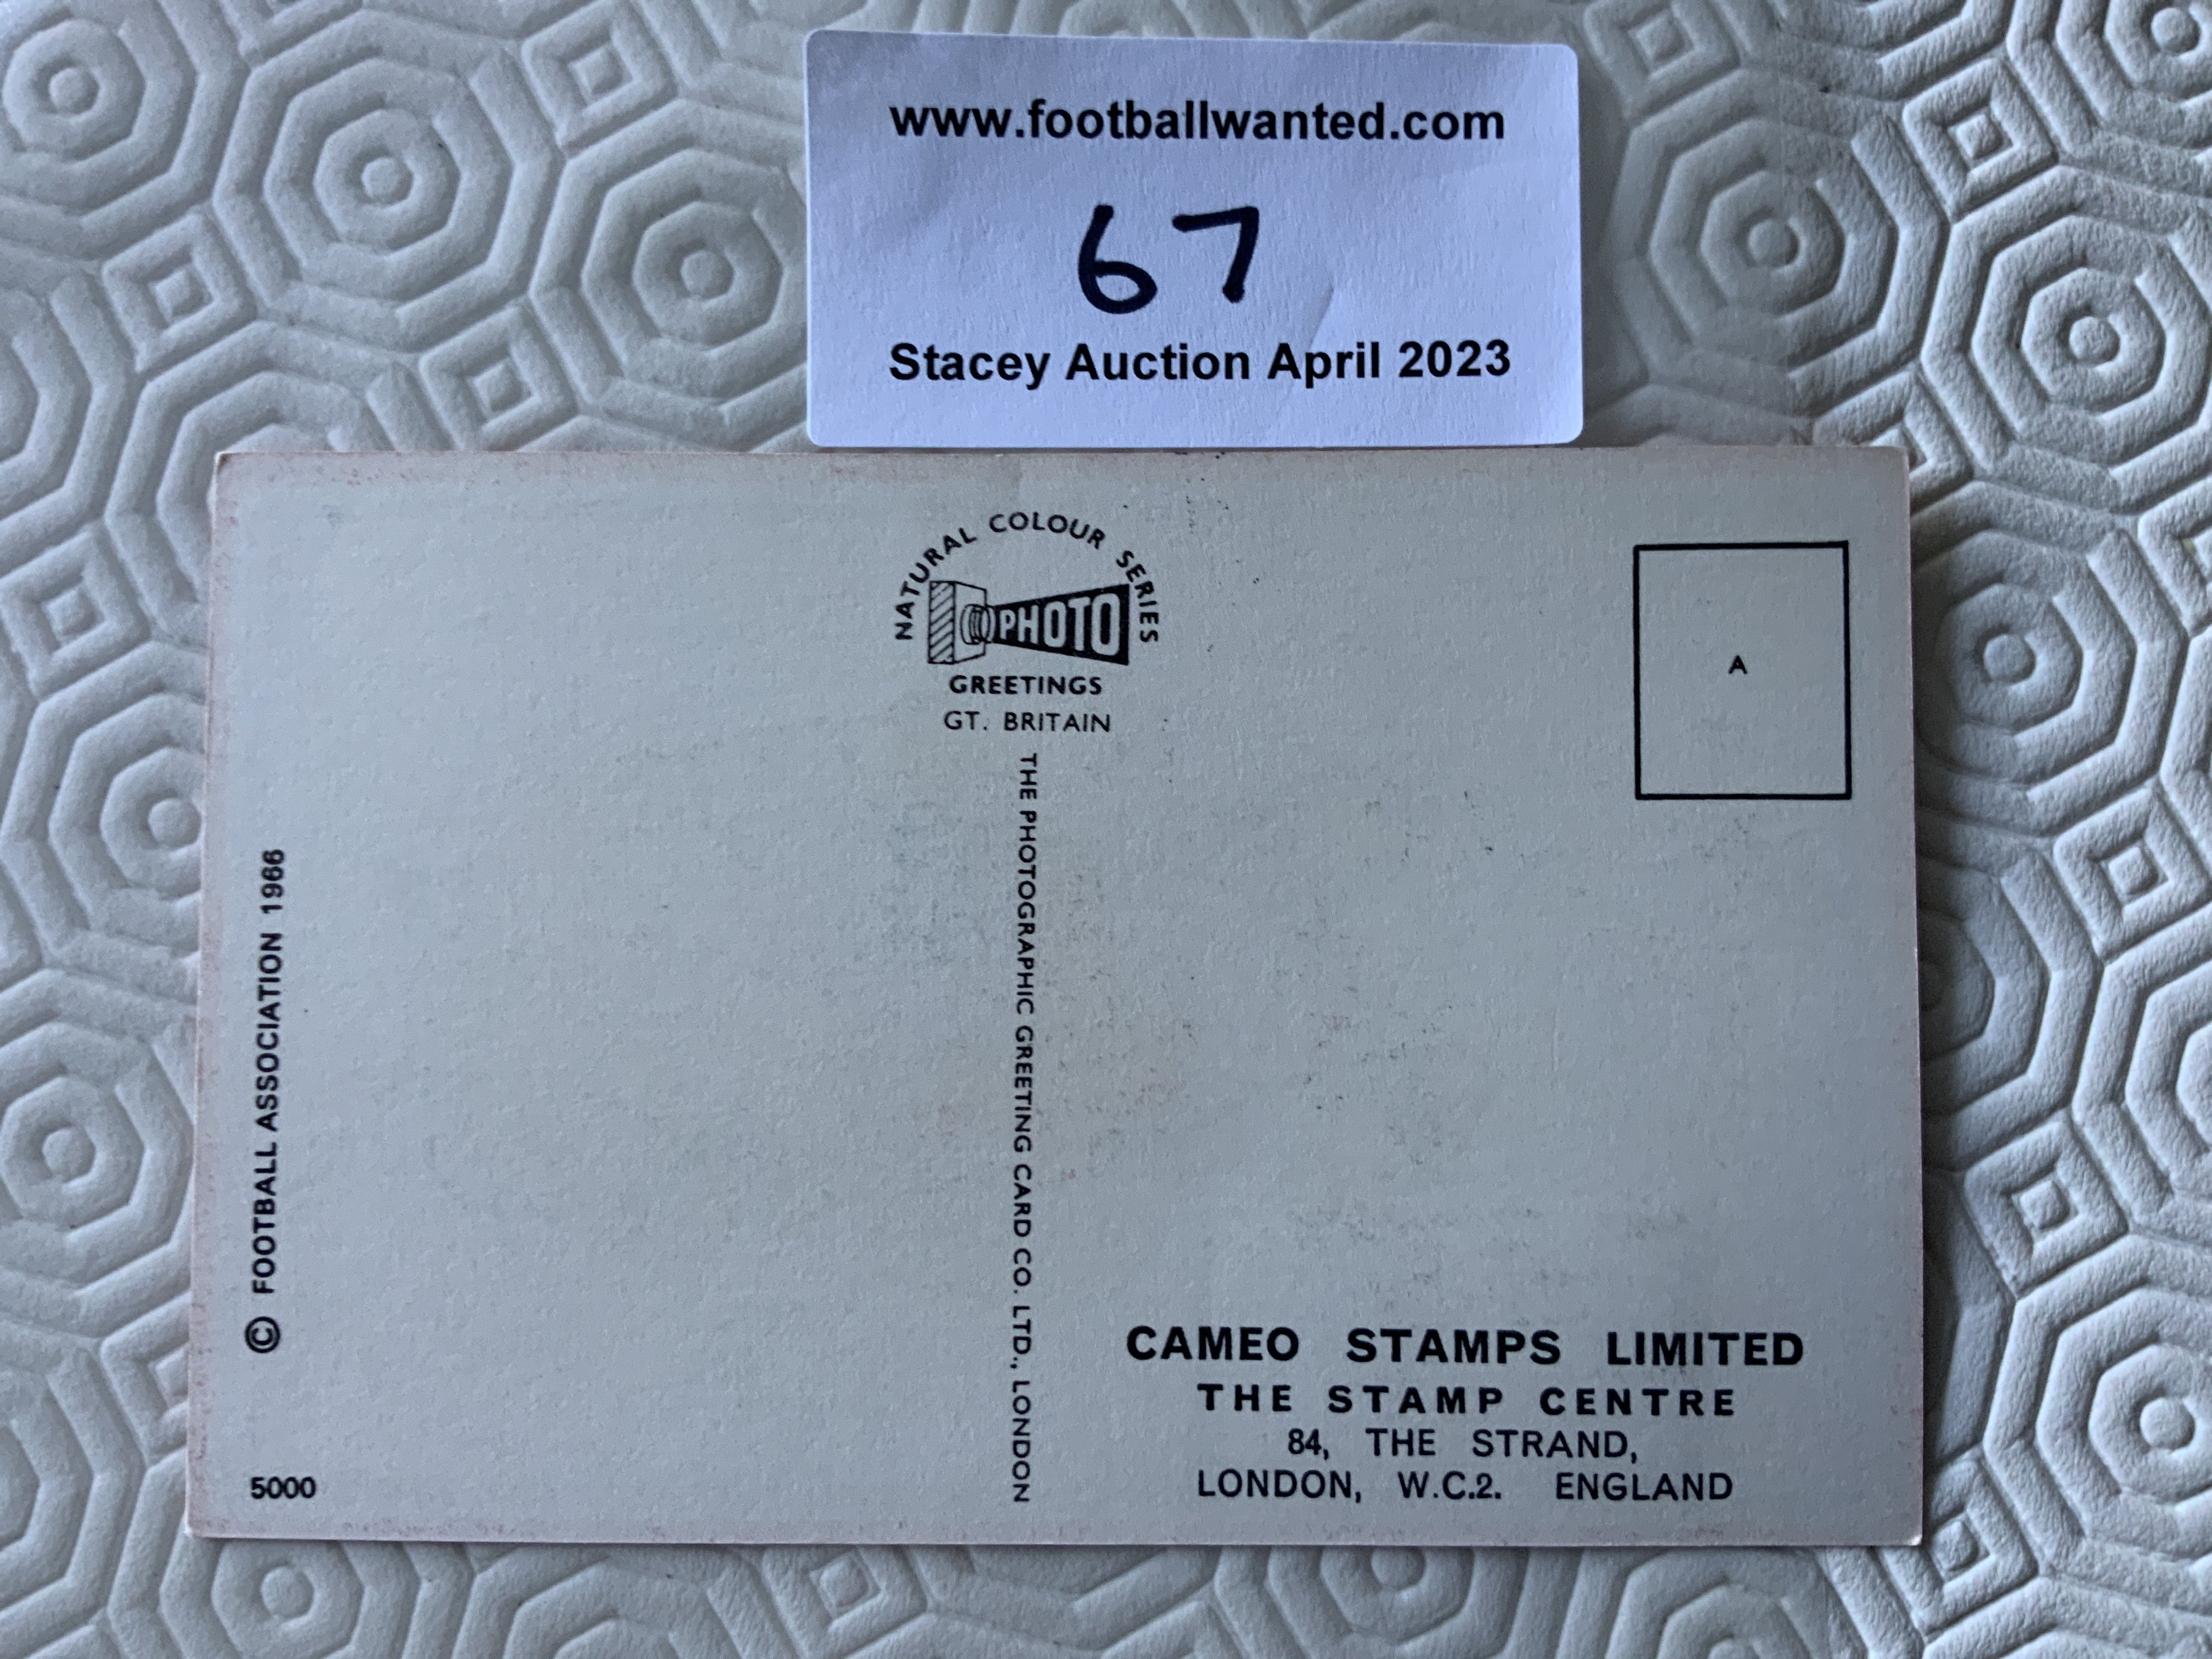 www.footballwanted.com
67
Stacey Auction April 2023
NATURAL COLOUR SERIES
PHOTO
GREETINGS
GT. BRITAIN
THE PHOTOGRAPHIC GREETING CARD CO. LTD., LONDON
A
© FOOTBALL ASSOCIATION 1966
5000
CAMEO STAMPS LIMITED
THE STAMP CENTRE
84, THE STRAND,
LONDON, W.C.2. ENGLAND